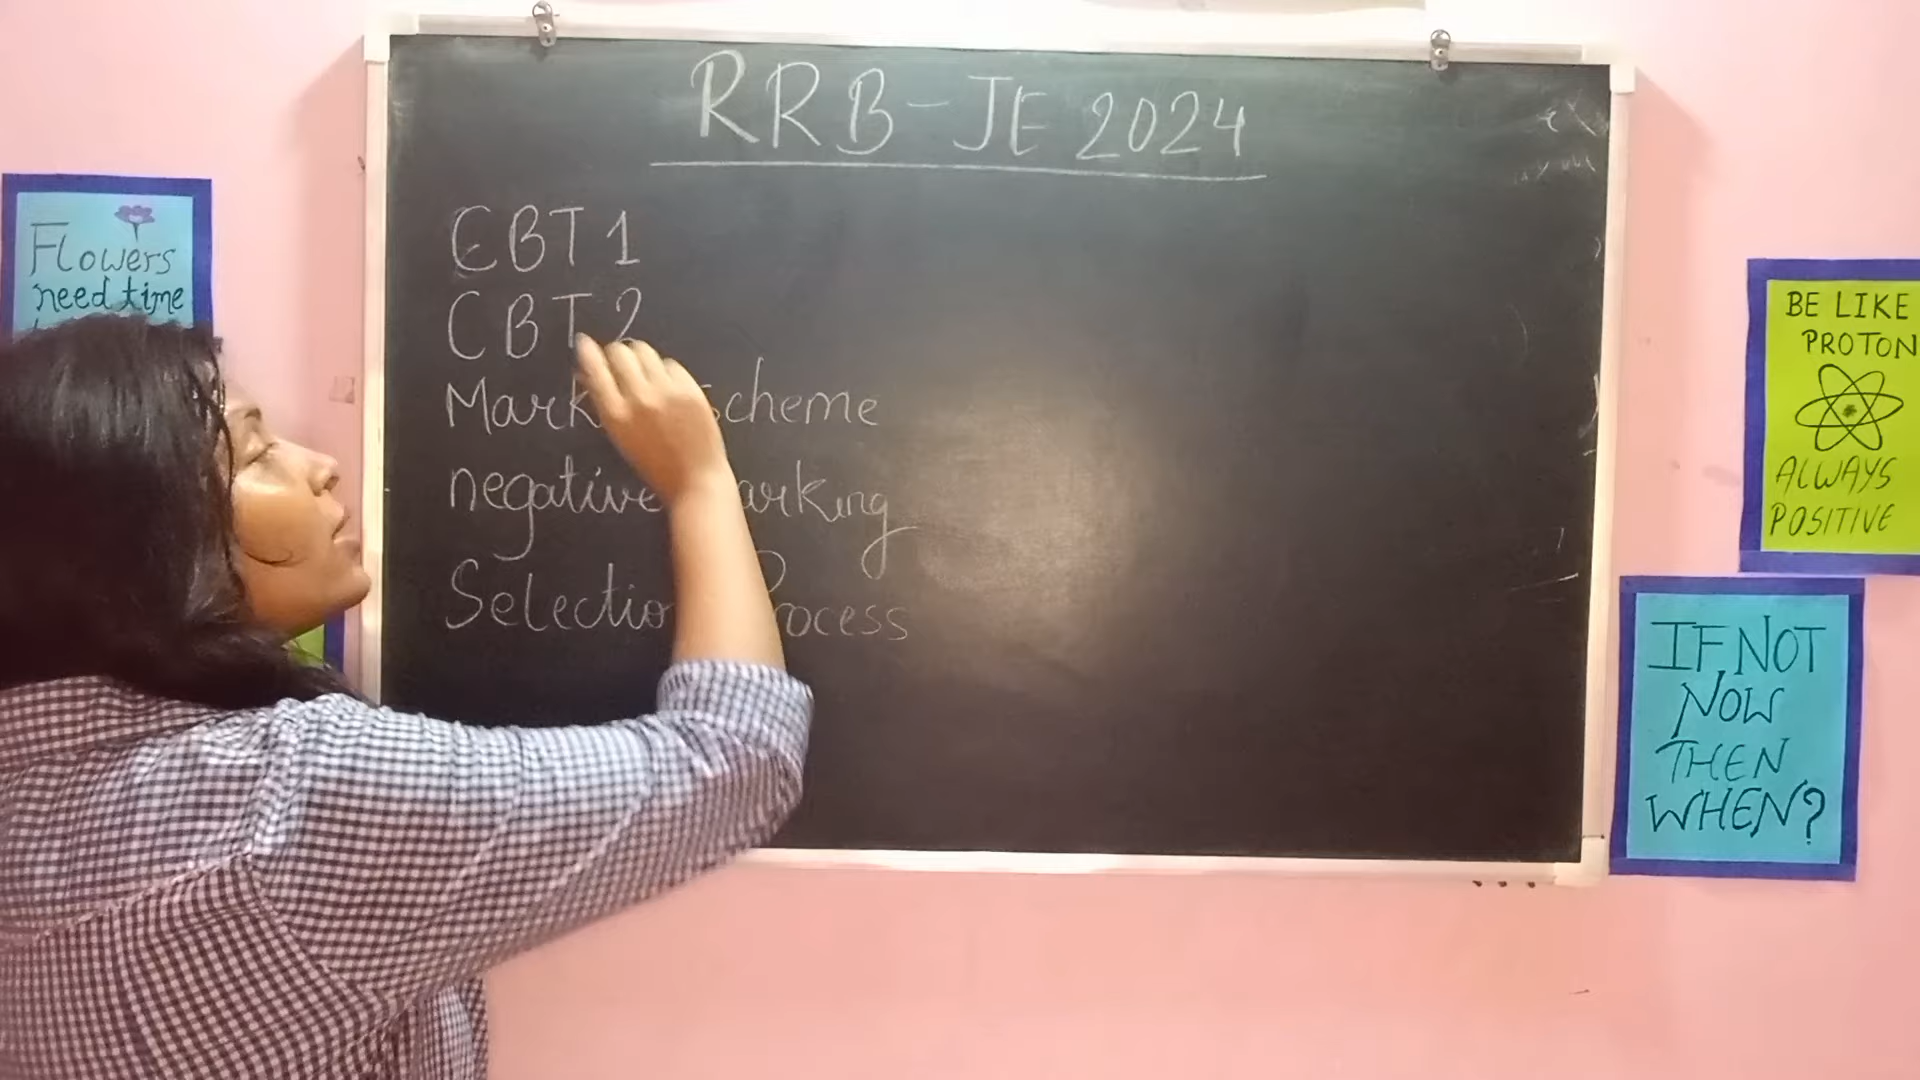 RRB-JE 2024
CBT 1
CBT 2
scheme
negative
Process
Flowers
need time
BE LIKE
PROTON
ALWAYS
POSITIVE
IF NOT
NOW
THEN
WHEN?